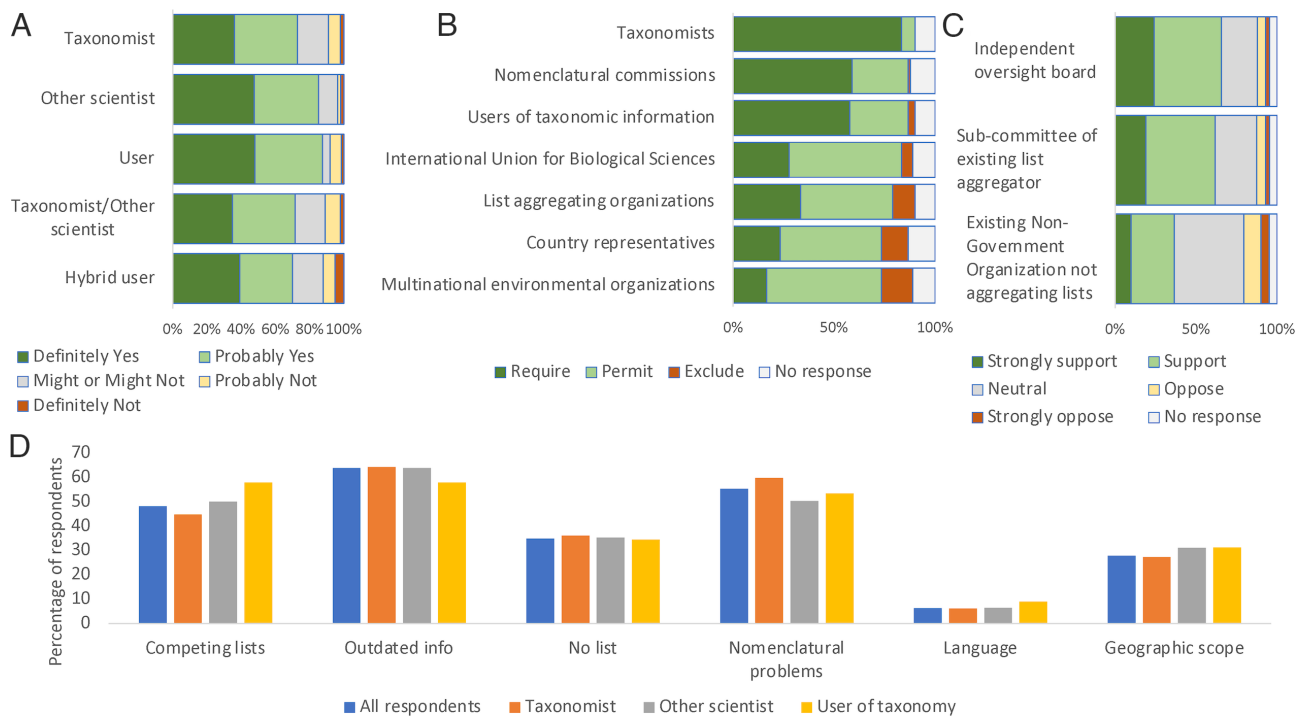 A
Taxonomist
Other scientist
User
Taxonomist/Other
scientist
Hybrid user
0% 20% 40% 60% 80% 100%
Definitely Yes Probably Yes
Might or Might Not Probably Not
Definitely Not
B
Taxonomists
Nomenclatural commissions
Users of taxonomic information
International Union for Biological Sciences
List aggregating organizations
Country representatives
Multinational environmental organizations
0% 50% 100%
Require Permit Exclude No response
C
Independent
oversight board
Sub-committee of
existing list
aggregator
Existing Non-
Government
Organization not
aggregating lists
0% 50% 100%
Strongly support Support
Neutral Oppose
Strongly oppose No response
D
Percentage of respondents
70
60
50
40
30
20
10
0
Competing lists Outdated info No list Nomenclatural Language Geographic scope
problems
All respondents Taxonomist Other scientist User of taxonomy